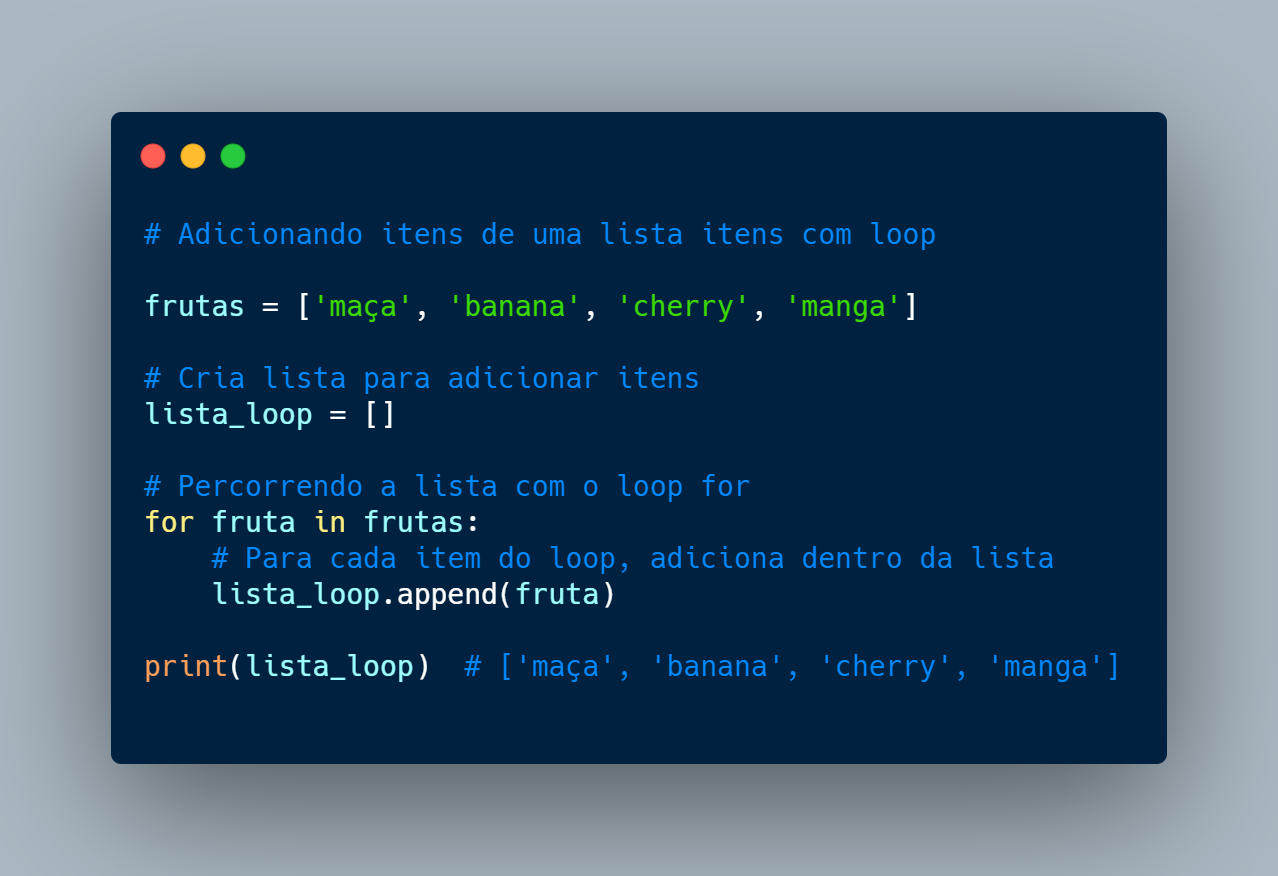 # Adicionando itens de uma lista itens com loop
frutas = ['maça', 'banana', 'cherry', 'manga']
# Cria lista para adicionar itens
lista_loop = []
# Percorrendo a lista com o loop for
for fruta in frutas:
    # Para cada item do loop, adiciona dentro da lista
    lista_loop.append(fruta)
print(lista_loop)  # ['maça', 'banana', 'cherry', 'manga']